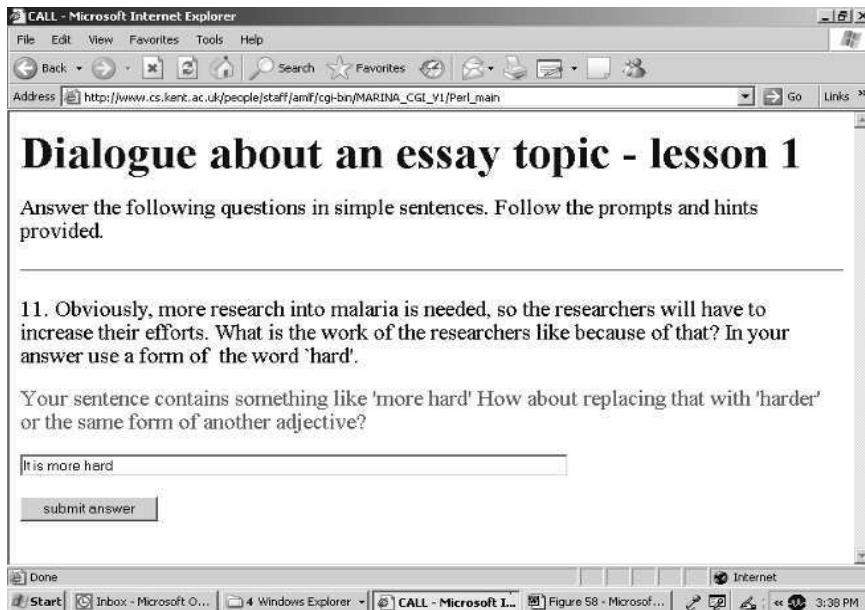 CALL - Microsoft Internet Explorer
File Edit View Favorites Tools Help
Back Search Favorites
Address http://www.cs.kent.ac.uk/people/staff/amlf/cgi-bin/MARINA_CGI_V1/Perl_main Go Links »
Dialogue about an essay topic - lesson 1
Answer the following questions in simple sentences. Follow the prompts and hints
provided.
11. Obviously, more research into malaria is needed, so the researchers will have to
increase their efforts. What is the work of the researchers like because of that? In your
answer use a form of the word `hard'.
Your sentence contains something like 'more hard' How about replacing that with 'harder'
or the same form of another adjective?
It is more hard
submit answer
Done Internet
Start Inbox - Microsoft O... 4 Windows Explorer CALL - Microsoft I... Figure 58 - Microsof... « 3:38 PM